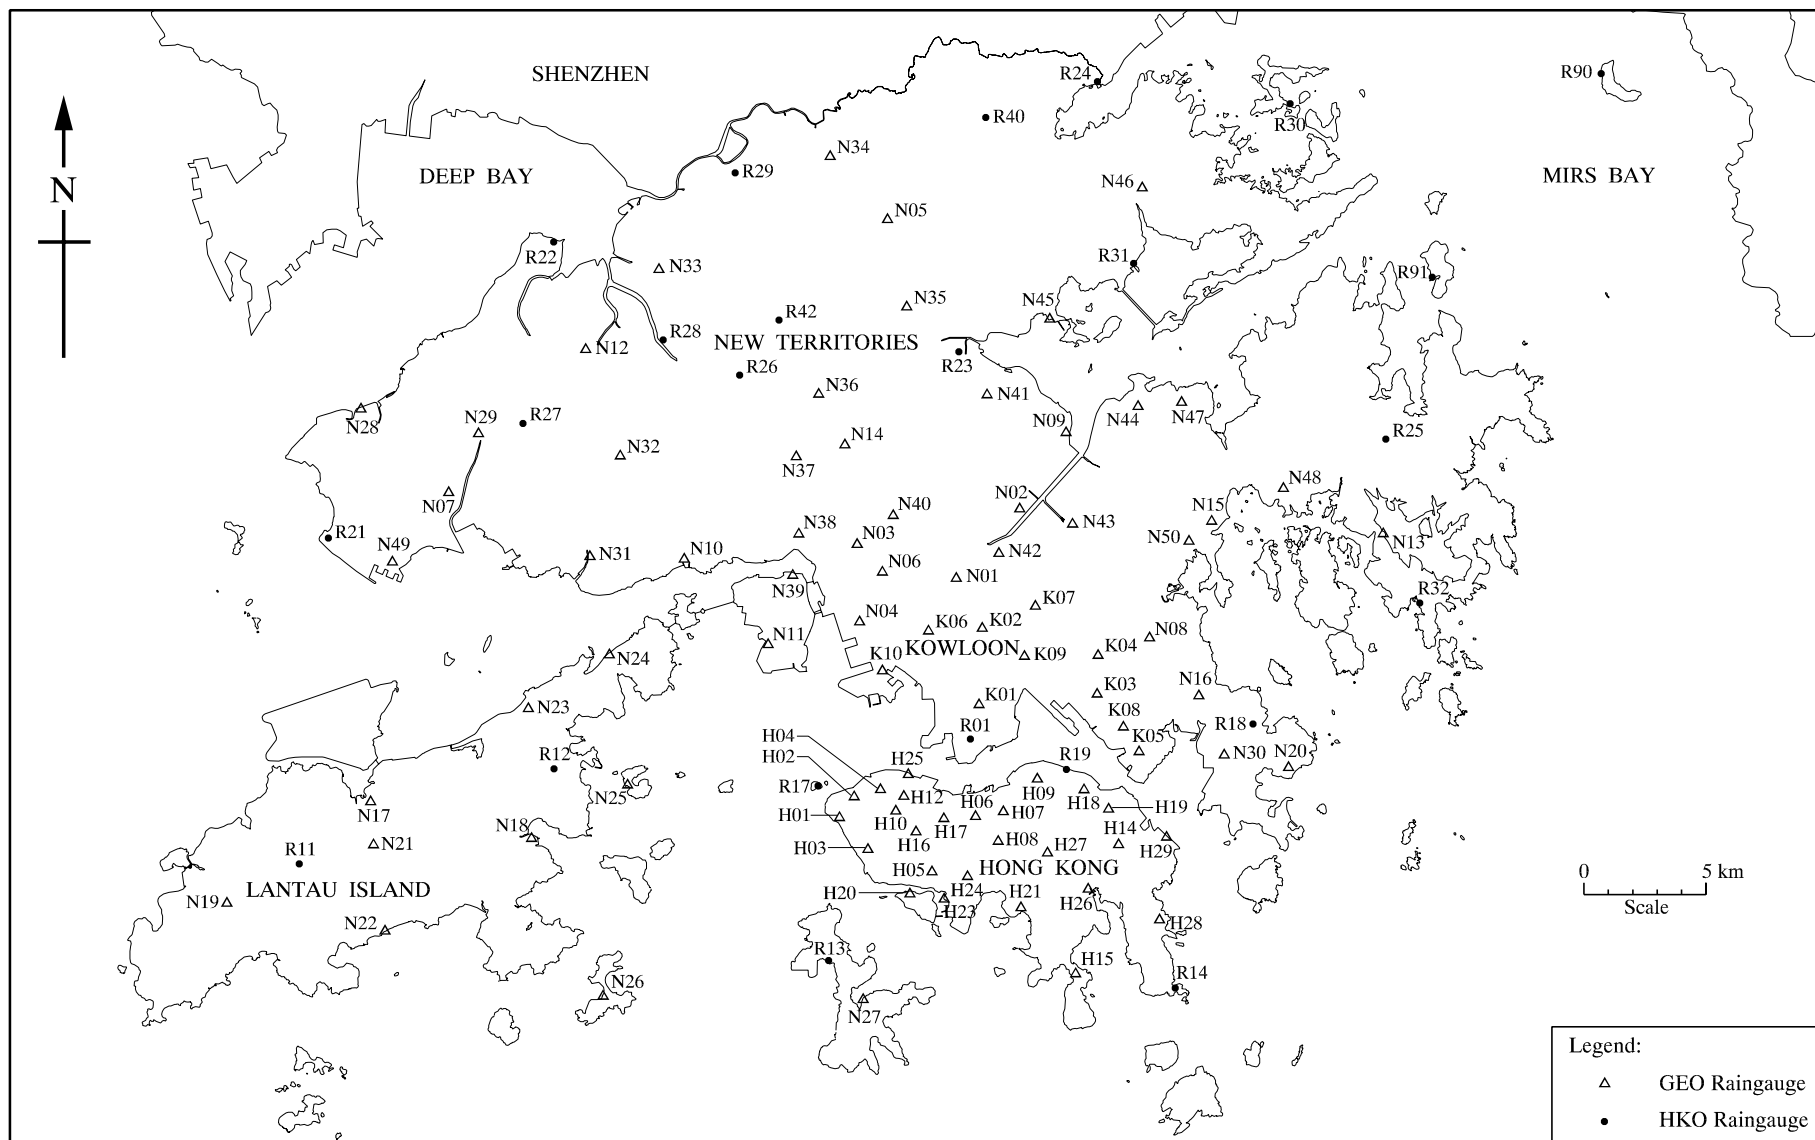 SHENZHEN
R24
R90
R40
R30
N34
R29
DEEP BAY
MIRS BAY
N
N46
N05
R22
N33
R31
R91
N35
N45
R42
R28
NEW TERRITORIES
N12
R23
R26
N36
N41
N28
N29
R27
N09
N44
N47
N14
R25
N32
N37
N07
N02
N48
N40
N15
R21
N38
N03
N43
N50
N13
N49
N31
N10
N42
N06
N01
N39
R32
K07
N04
K06
K02
N11
KOWLOON
N08
N24
K10
K09
K04
N23
K01
K03
N16
K08
R18
R01
H04
K05
N30
N20
R12
H02
H25
R19
N25
R17
H12
H06
H09
H18
H19
N17
H01
H10
H17
H07
N18
N21
H16
H08
H27
H14
H29
R11
H03
HONG KONG
H05
LANTAU ISLAND
N19
H20
H24
H23
H21
H26
N22
H28
0
5 km
Scale
R13
H15
R14
N26
N27
Legend:
GEO Raingauge
HKO Raingauge